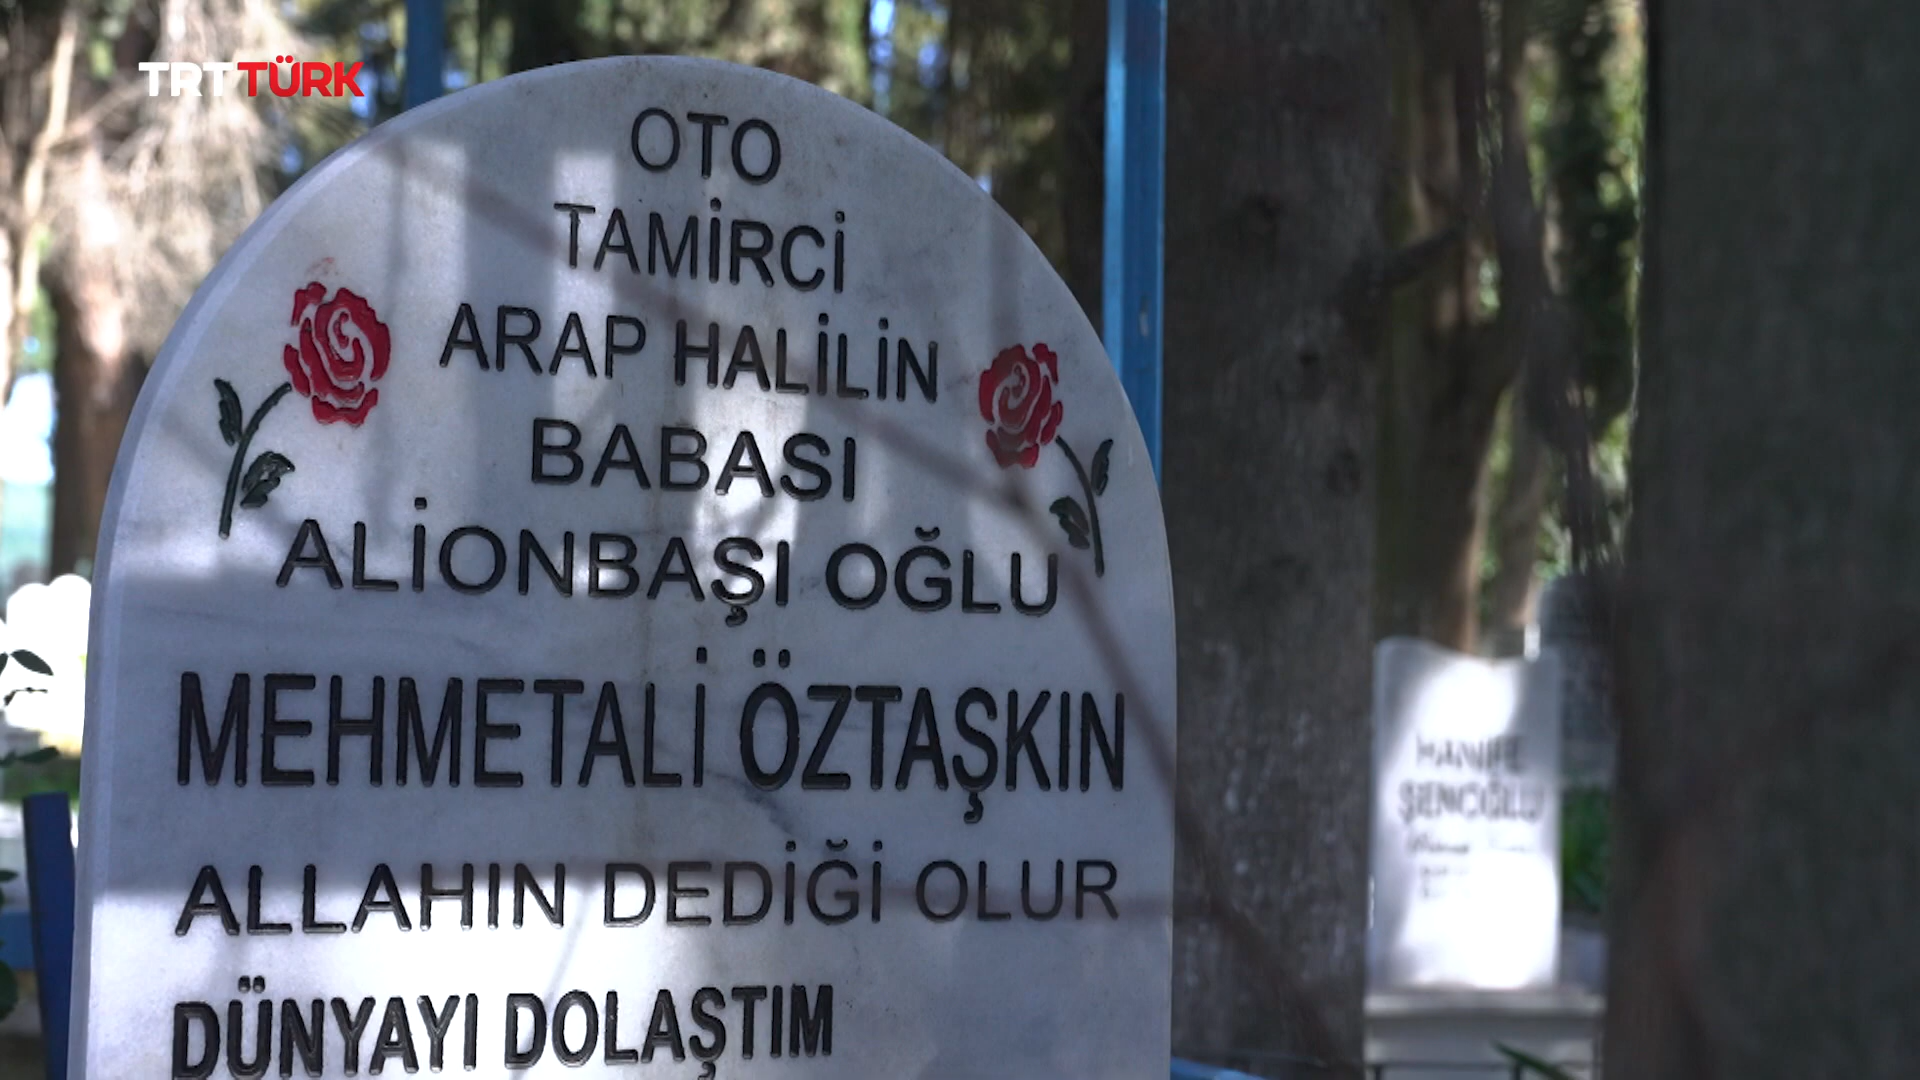 TRT TÜRK
OTO
TAMİRCİ
ARAP HALİLİN
BABASI
ALİONBAŞI OĞLU
MEHMETALİ ÖZTAŞKIN
ALLAHIN DEDİĞİ OLUR
DÜNYAYI DOLAŞTIM
HANİFE
ŞENOĞLU